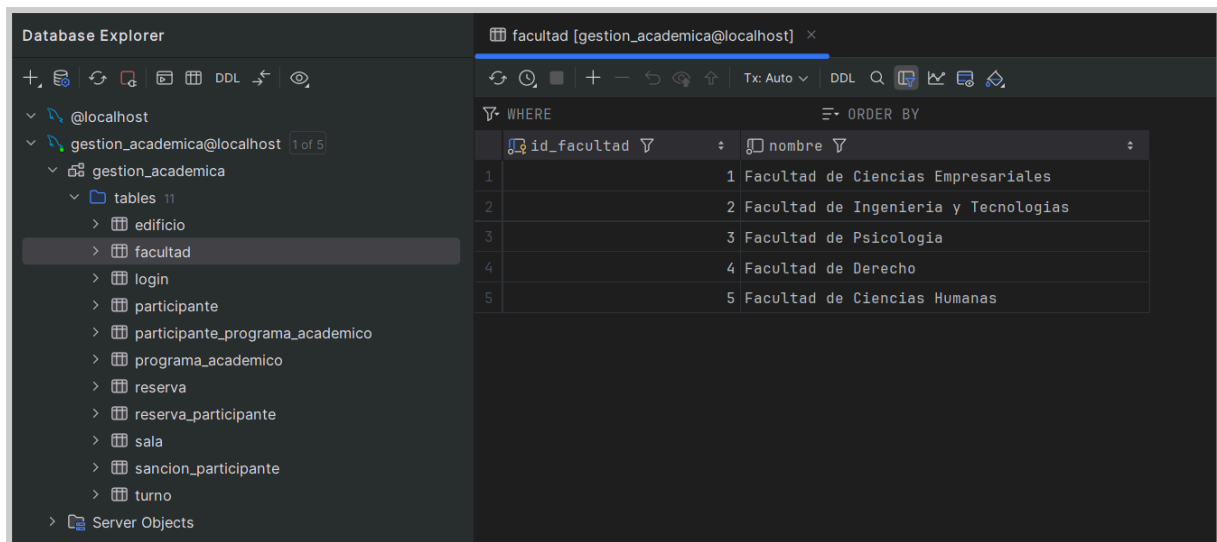 Database Explorer
DDL
@localhost
gestion_academica@localhost 1 of 5
gestion_academica
tables 11
edificio
facultad
login
participante
participante_programa_academico
programa_academico
reserva
reserva_participante
sala
sancion_participante
turno
Server Objects
facultad [gestion_academica@localhost]
Tx: Auto DDL
WHERE ORDER BY
id_facultad nombre
1 1 Facultad de Ciencias Empresariales
2 2 Facultad de Ingenieria y Tecnologias
3 3 Facultad de Psicologia
4 4 Facultad de Derecho
5 5 Facultad de Ciencias Humanas